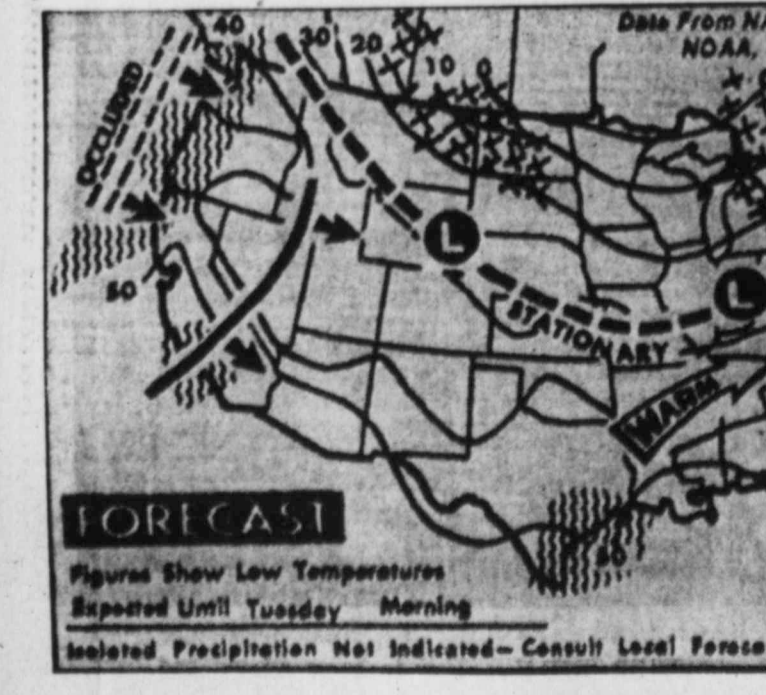 Data From NA
NOAA,
40
30
20
10
0
OCCLUDED
L
50
L
STATIONARY
WARM
FORECAST
Figures Show Low Temperatures
Expected Until Tuesday Morning
Isolated Precipitation Not Indicated— Consult Local Foreca